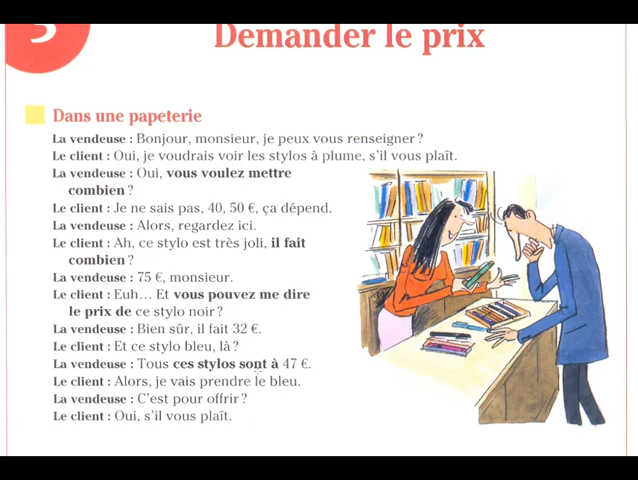 3
Demander le prix
Dans une papeterie
La vendeuse : Bonjour, monsieur, je peux vous renseigner ?
Le client : Oui, je voudrais voir les stylos à plume, s'il vous plaît.
La vendeuse : Oui, vous voulez mettre
combien ?
Le client : Je ne sais pas, 40, 50 €, ça dépend.
La vendeuse : Alors, regardez ici.
Le client : Ah, ce stylo est très joli, il fait
combien ?
La vendeuse : 75 €, monsieur.
Le client : Euh… Et vous pouvez me dire
le prix de ce stylo noir ?
La vendeuse : Bien sûr, il fait 32 €.
Le client : Et ce stylo bleu, là ?
La vendeuse : Tous ces stylos sont à 47 €.
Le client : Alors, je vais prendre le bleu.
La vendeuse : C'est pour offrir ?
Le client : Oui, s'il vous plaît.